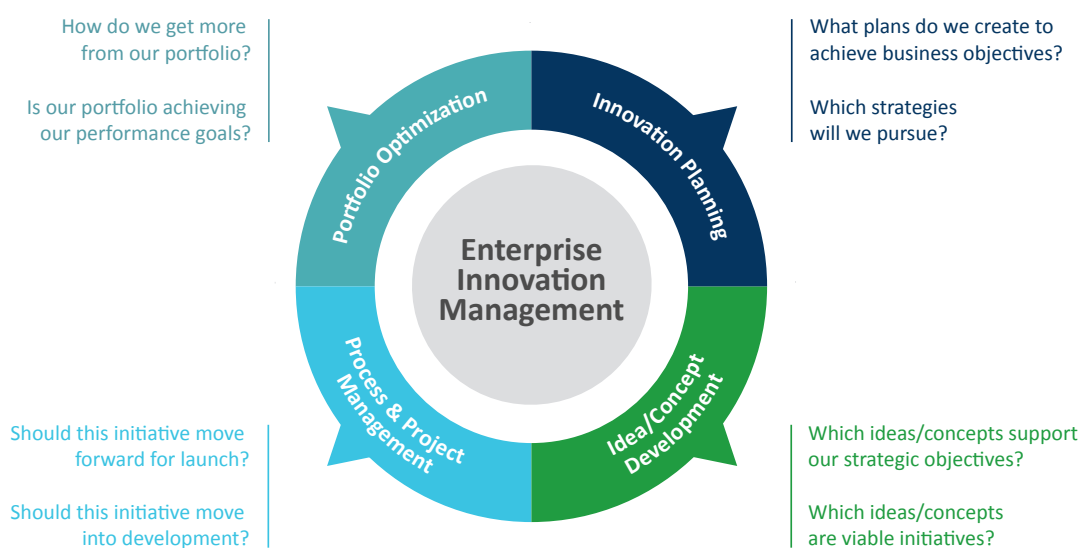 How do we get more
from our portfolio?
Is our portfolio achieving
our performance goals?
What plans do we create to
achieve business objectives?
Which strategies
will we pursue?
Portfolio Optimization
Innovation Planning
Enterprise
Innovation
Management
Process & Project
Management
Idea/Concept
Development
Should this initiative move
forward for launch?
Should this initiative move
into development?
Which ideas/concepts support
our strategic objectives?
Which ideas/concepts
are viable initiatives?